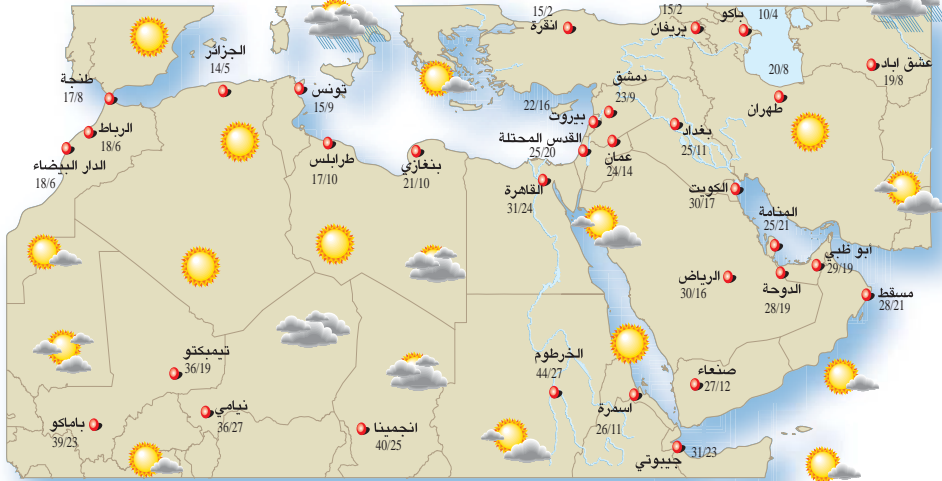 15/2
انقرة
15/2
يريفان
باكو
10/4
20/8
عشق اباد
19/8
الجزائر
14/5
طنجة
17/8
تونس
15/9
دمشق
23/9
طهران
22/16
بيروت
بغداد
25/11
الرباط
18/6
الدار البيضاء
18/6
طرابلس
17/10
بنغازي
21/10
القدس المحتلة
25/20
عمان
24/14
القاهرة
31/24
الكويت
30/17
المنامة
25/21
ابو ظبي
29/19
الرياض
30/16
الدوحة
28/19
مسقط
28/21
تيمبكتو
36/19
الخرطوم
44/27
صنعاء
27/12
باماكو
39/23
نيامي
36/27
انجمينا
40/25
اسمرة
26/11
جيبوتي
31/23